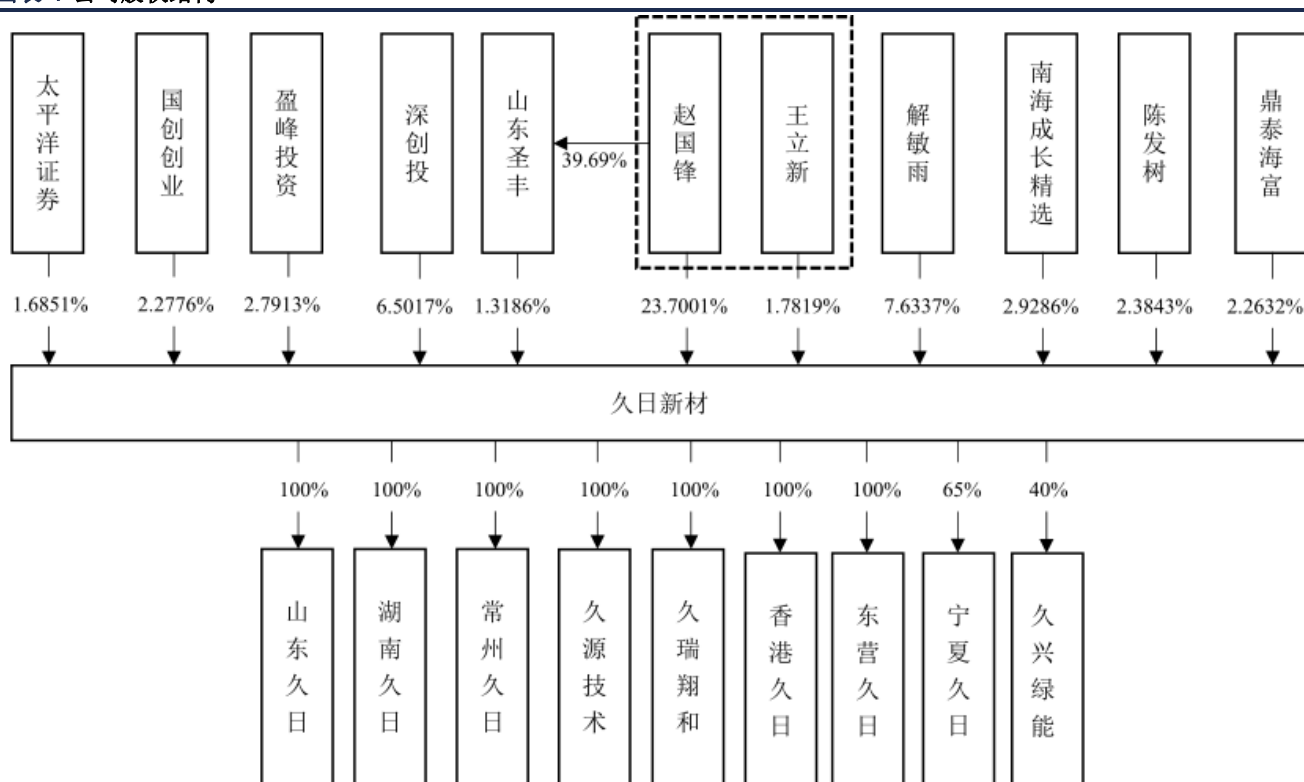 太平洋证券
国创创业
盈峰投资
深创投
山东圣丰
39.69%
赵国锋
王立新
解敏雨
南海成长精选
陈发树
鼎泰海富
1.6851%
2.2776%
2.7913%
6.5017%
1.3186%
23.7001%
1.7819%
7.6337%
2.9286%
2.3843%
2.2632%
久日新材
100%
100%
100%
100%
100%
100%
100%
65%
40%
山东久日
湖南久日
常州久日
久源技术
久瑞翔和
香港久日
东营久日
宁夏久日
久兴绿能